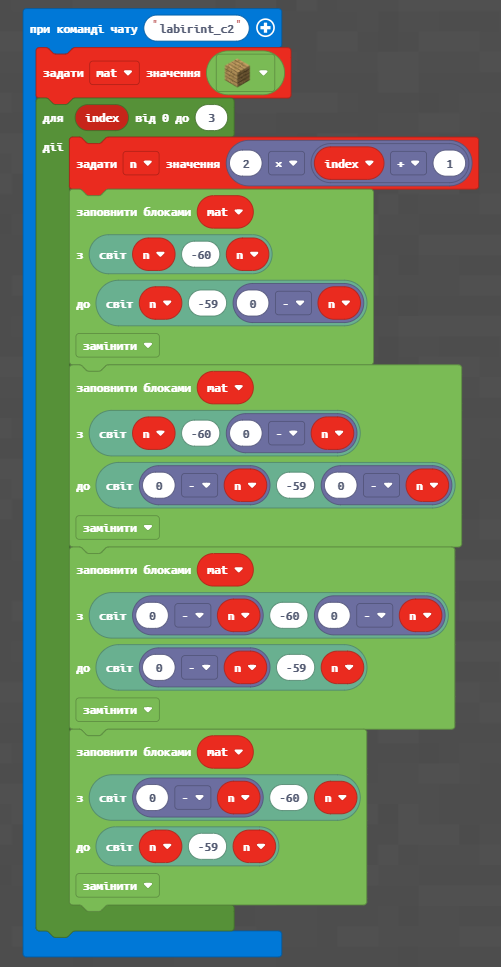 при команді чату "labirint_c2"
задати mat значення
для index від 0 до 3
дії
задати n значення 2 × index + 1
заповнити блоками mat
з світ n -60 n
до світ n -59 0 - n
замінити
заповнити блоками mat
з світ n -60 0 - n
до світ 0 - n -59 0 - n
замінити
заповнити блоками mat
з світ 0 - n -60 0 - n
до світ 0 - n -59 n
замінити
заповнити блоками mat
з світ 0 - n -60 n
до світ n -59 n
замінити